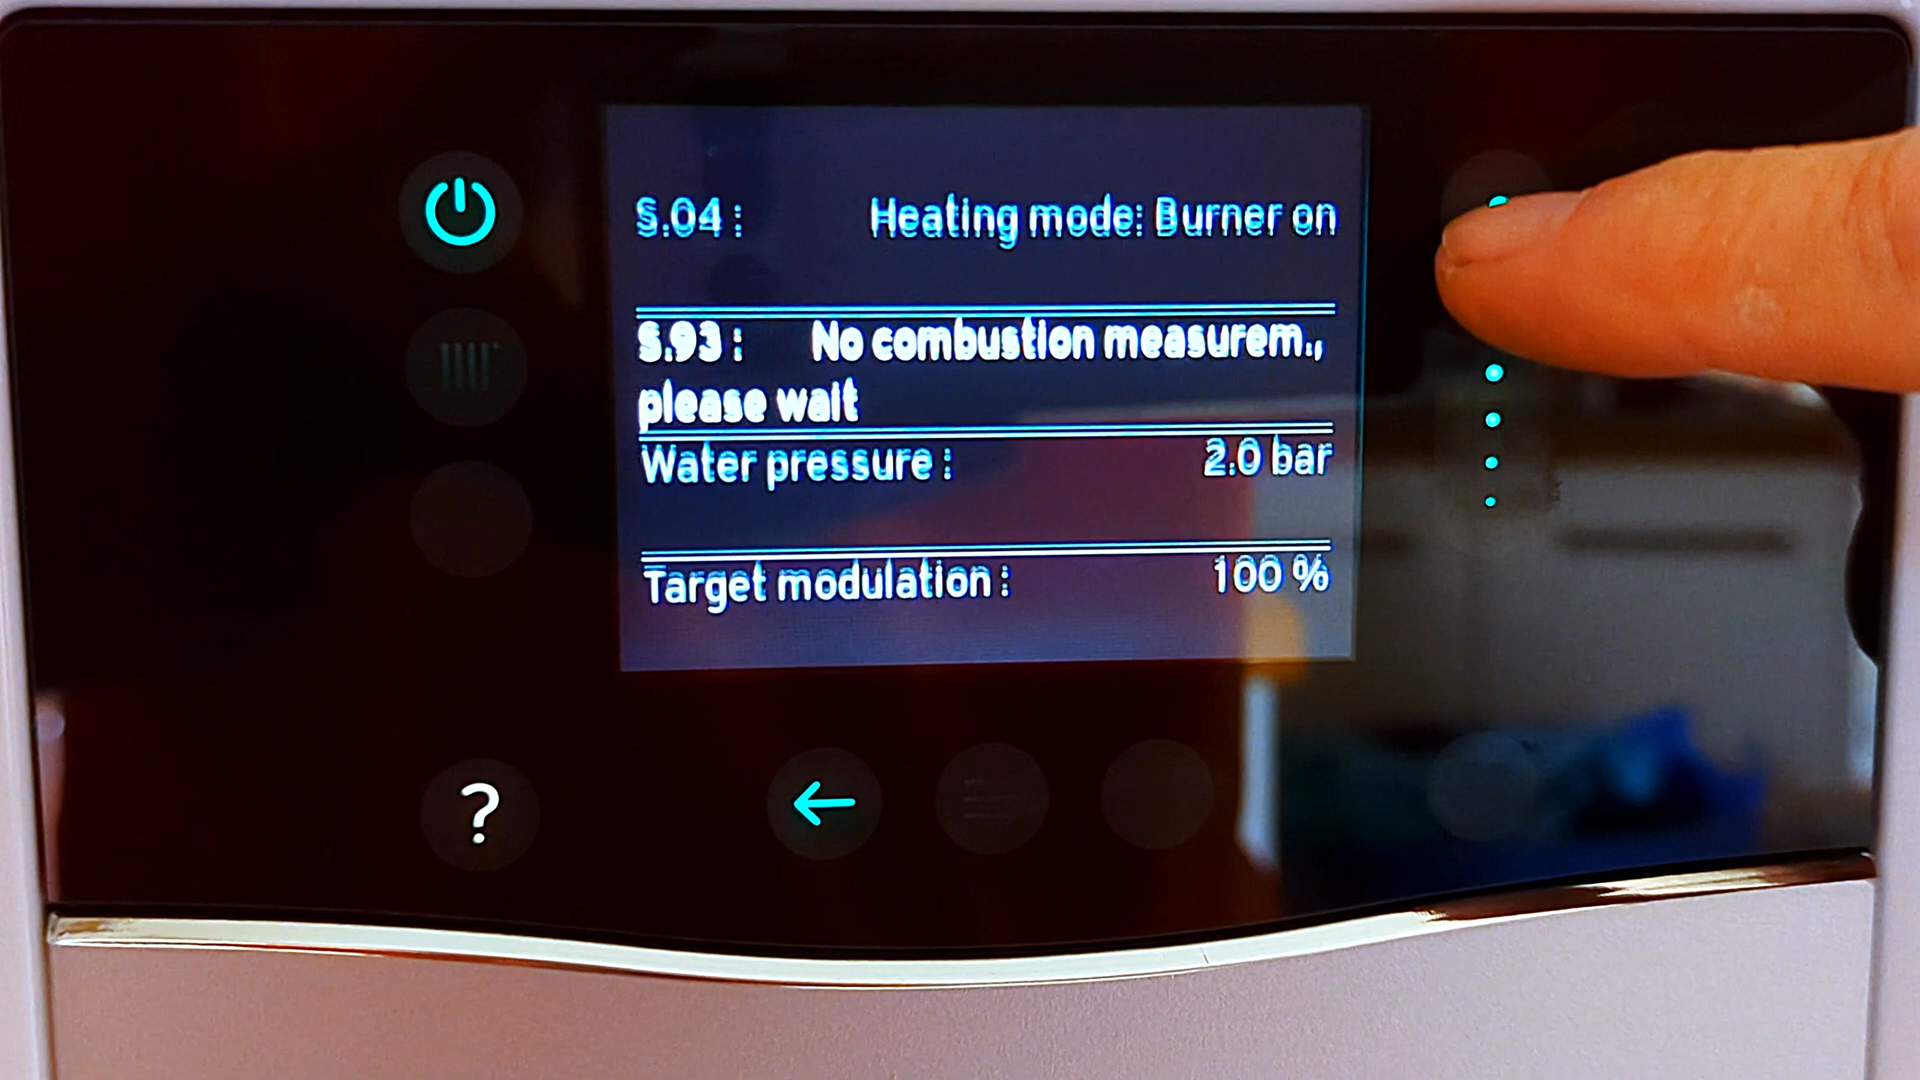 S.04 : Heating mode: Burner on
S.93 : No combustion measurem.,
please wait
Water pressure : 2.0 bar
Target modulation : 100 %
?